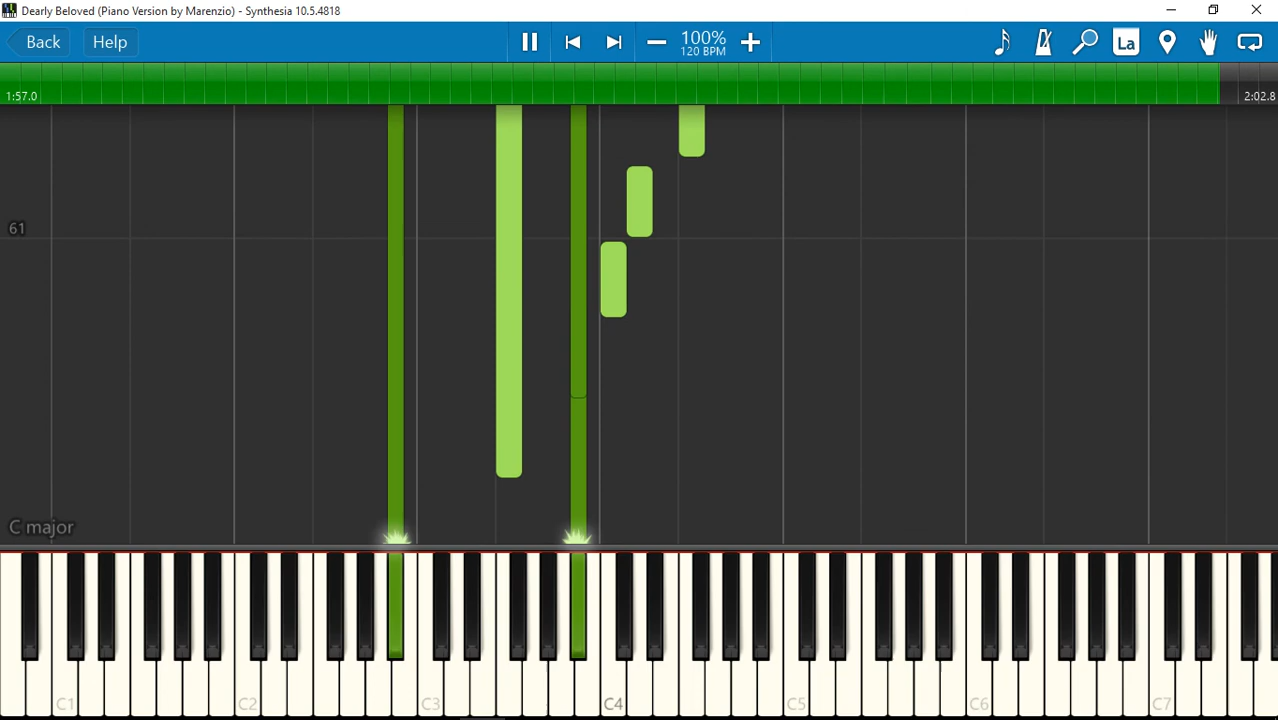 Dearly Beloved (Piano Version by Marenzio) - Synthesia 10.5.4818
Back
Help
100%
120 BPM
La
1:57.0
2:02.8
61
C major
C1
C2
C3
C4
C5
C6
C7